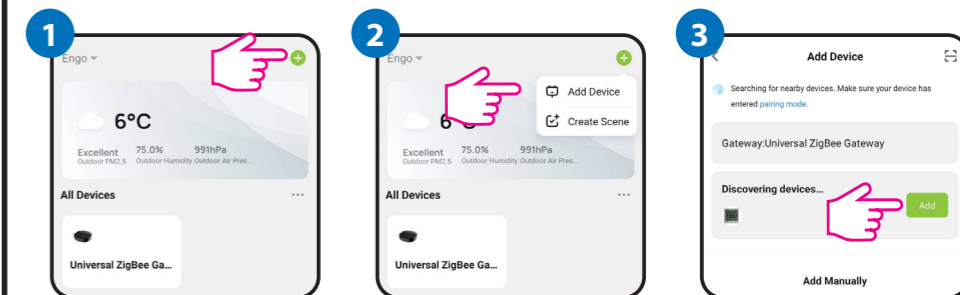 1
Engo
6°C
Excellent 75.0% 991hPa
Outdoor PM2.5 Outdoor Humidity Outdoor Air Pres...
All Devices ...
Universal ZigBee Ga...
2
Engo
Add Device
Create Scene
Excellent 75.0% 991hPa
Outdoor PM2.5 Outdoor Humidity Outdoor Air Pres...
All Devices ...
Universal ZigBee Ga...
3
Add Device
Searching for nearby devices. Make sure your device has
entered pairing mode.
Gateway:Universal ZigBee Gateway
Discovering devices...
Add
Add Manually